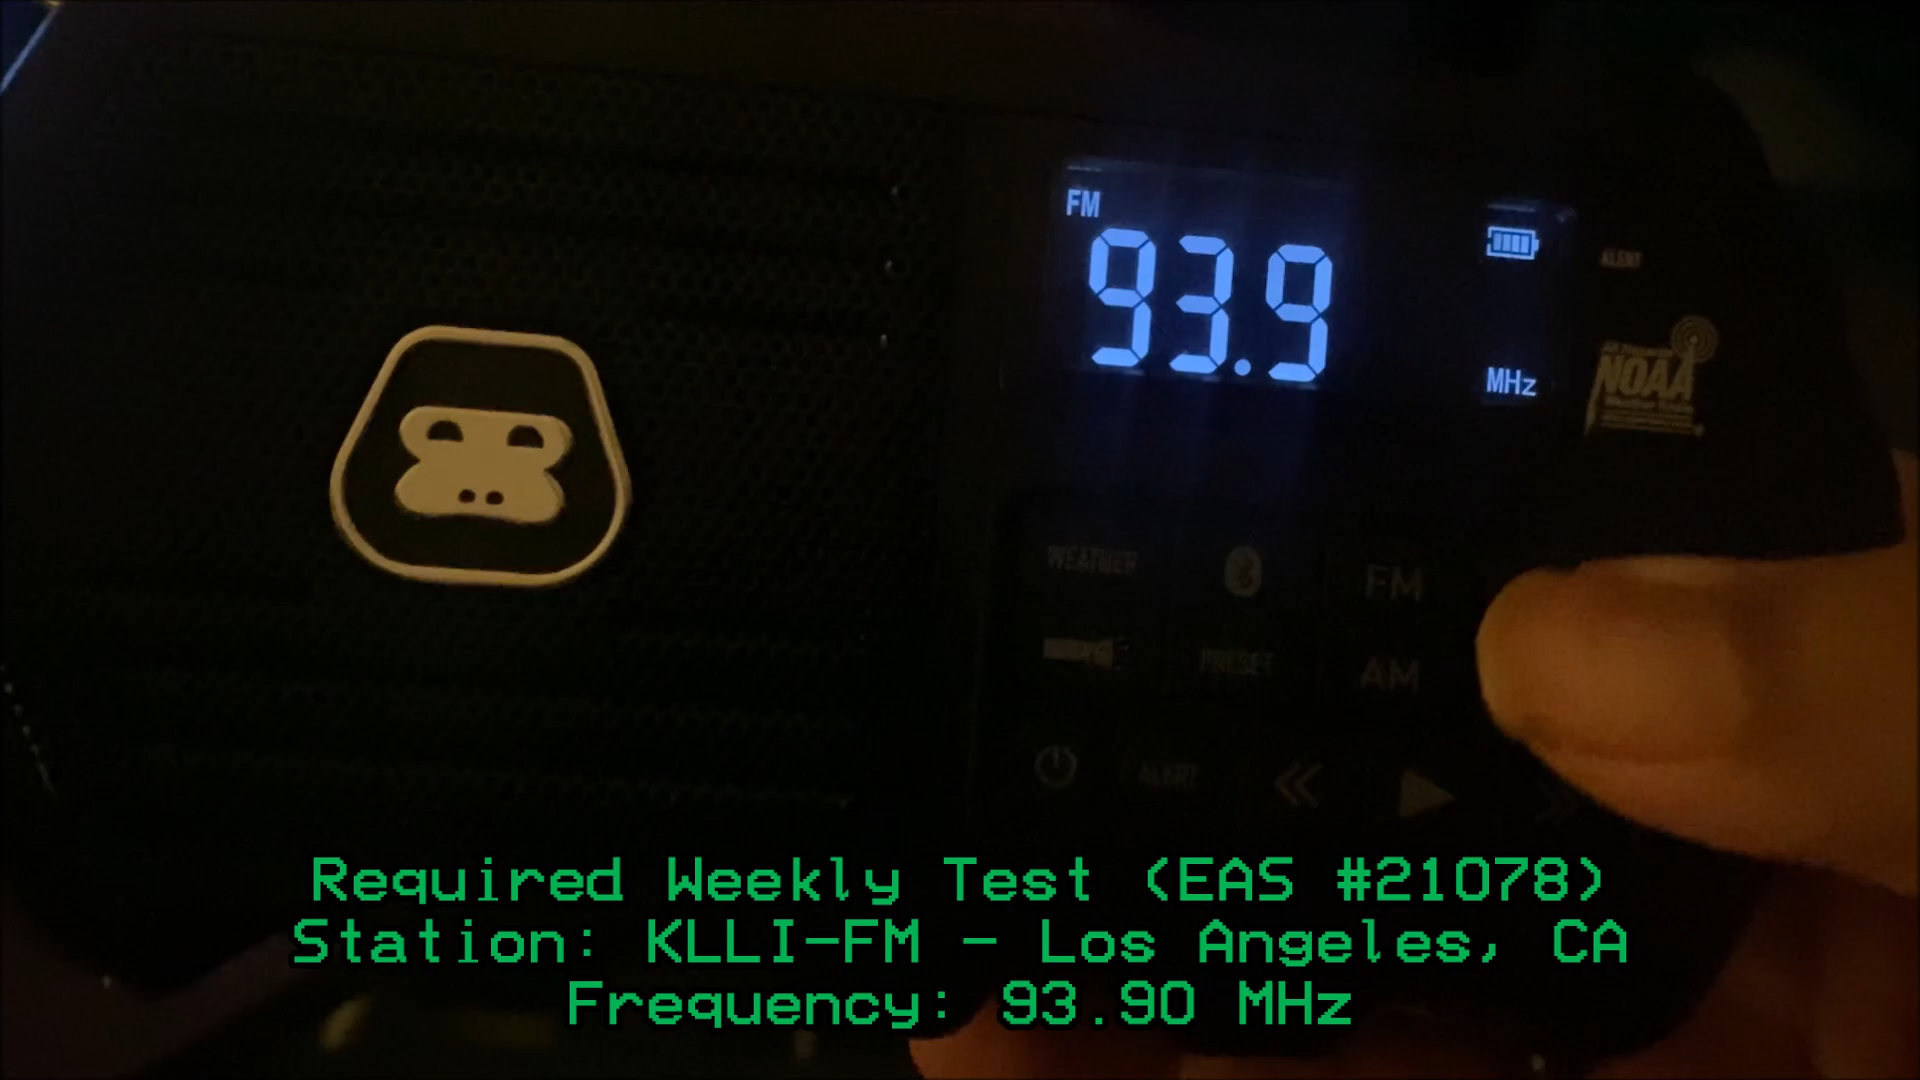 FM
93.9
MHz
ALERT
NOAA
WEATHER
FM
PRESET
AM
ALERT
Required Weekly Test (EAS #21078)
Station: KLLI-FM - Los Angeles, CA
Frequency: 93.90 MHz